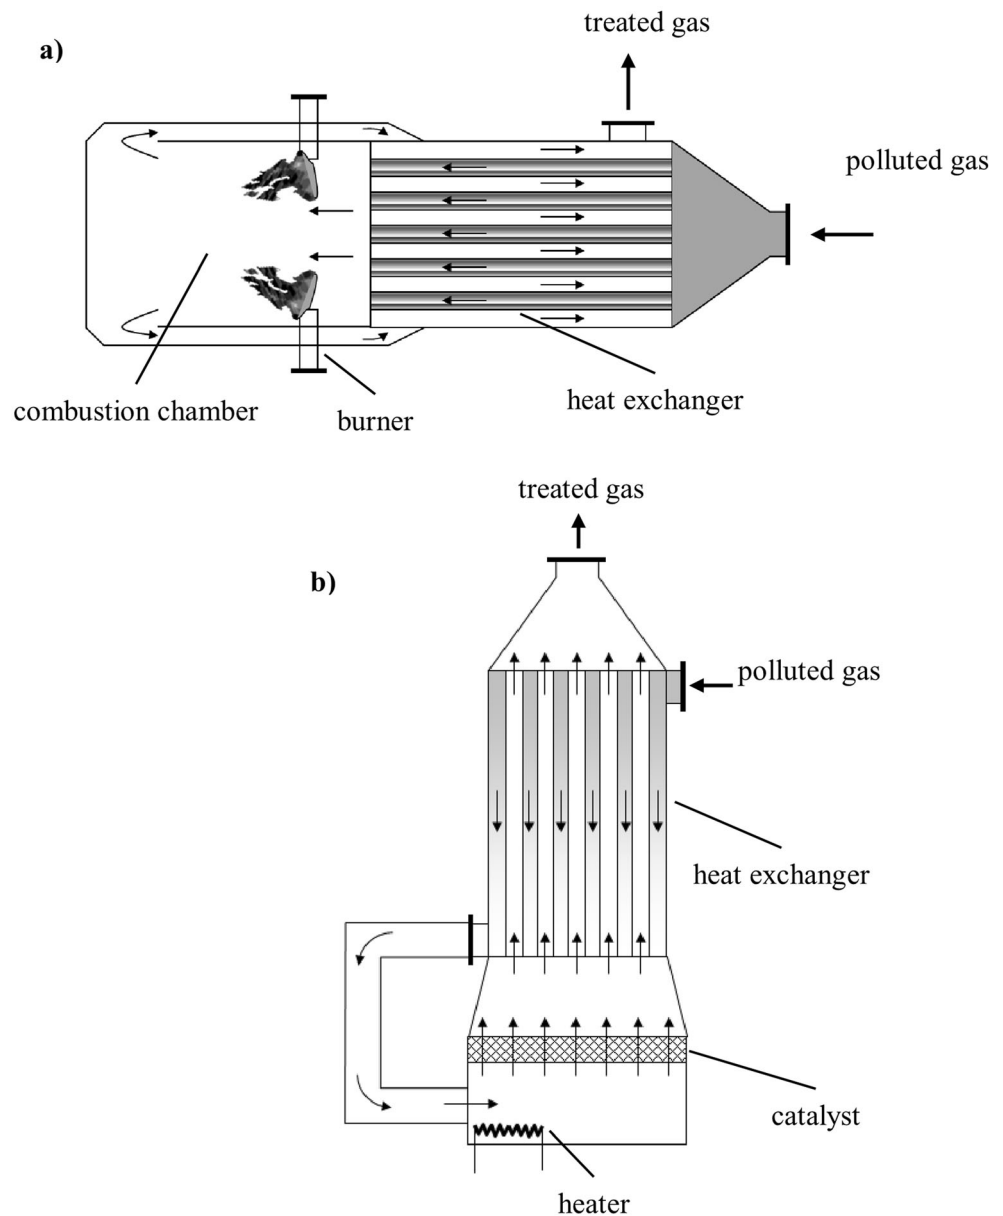 treated gas
a)
polluted gas
heat exchanger
combustion chamber
burner
treated gas
b)
polluted gas
heat exchanger
catalyst
heater